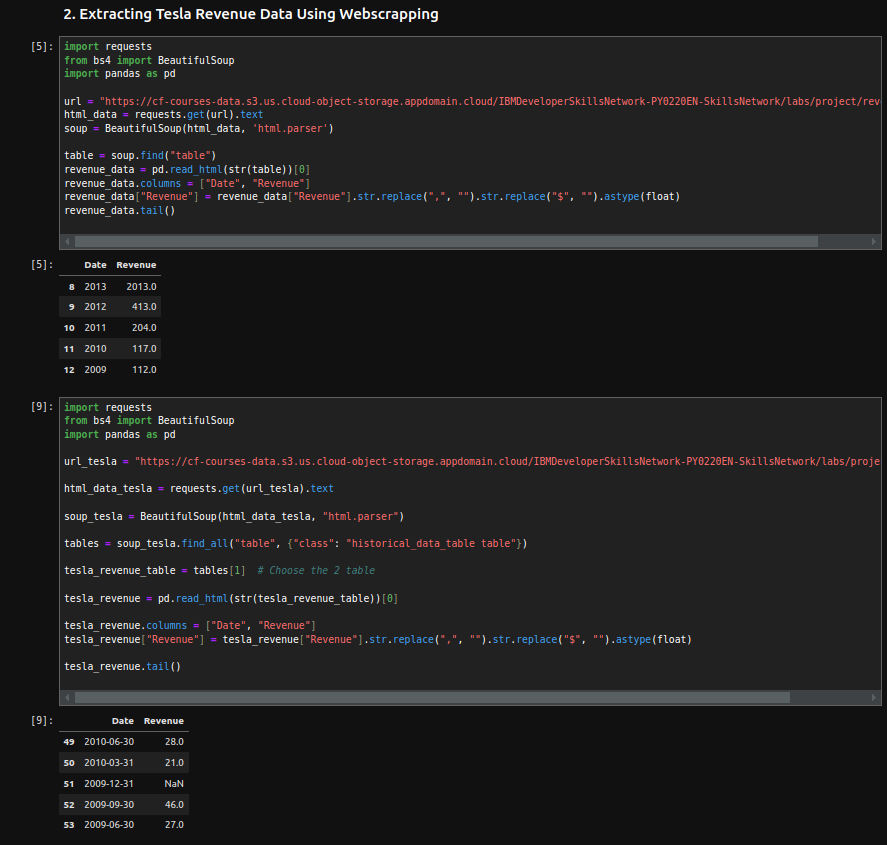 2. Extracting Tesla Revenue Data Using Webscrapping
[5]:
import requests
from bs4 import BeautifulSoup
import pandas as pd
url = "https://cf-courses-data.s3.us.cloud-object-storage.appdomain.cloud/IBMDeveloperSkillsNetwork-PY0220EN-SkillsNetwork/labs/project/rev
html_data = requests.get(url).text
soup = BeautifulSoup(html_data, 'html.parser')
table = soup.find("table")
revenue_data = pd.read_html(str(table))[0]
revenue_data.columns = ["Date", "Revenue"]
revenue_data["Revenue"] = revenue_data["Revenue"].str.replace(",", "").str.replace("$", "").astype(float)
revenue_data.tail()
[5]:
Date Revenue
8 2013 2013.0
9 2012 413.0
10 2011 204.0
11 2010 117.0
12 2009 112.0
[9]:
import requests
from bs4 import BeautifulSoup
import pandas as pd
url_tesla = "https://cf-courses-data.s3.us.cloud-object-storage.appdomain.cloud/IBMDeveloperSkillsNetwork-PY0220EN-SkillsNetwork/labs/proje
html_data_tesla = requests.get(url_tesla).text
soup_tesla = BeautifulSoup(html_data_tesla, "html.parser")
tables = soup_tesla.find_all("table", {"class": "historical_data_table table"})
tesla_revenue_table = tables[1]  # Choose the 2 table
tesla_revenue = pd.read_html(str(tesla_revenue_table))[0]
tesla_revenue.columns = ["Date", "Revenue"]
tesla_revenue["Revenue"] = tesla_revenue["Revenue"].str.replace(",", "").str.replace("$", "").astype(float)
tesla_revenue.tail()
[9]:
Date Revenue
49 2010-06-30 28.0
50 2010-03-31 21.0
51 2009-12-31 NaN
52 2009-09-30 46.0
53 2009-06-30 27.0